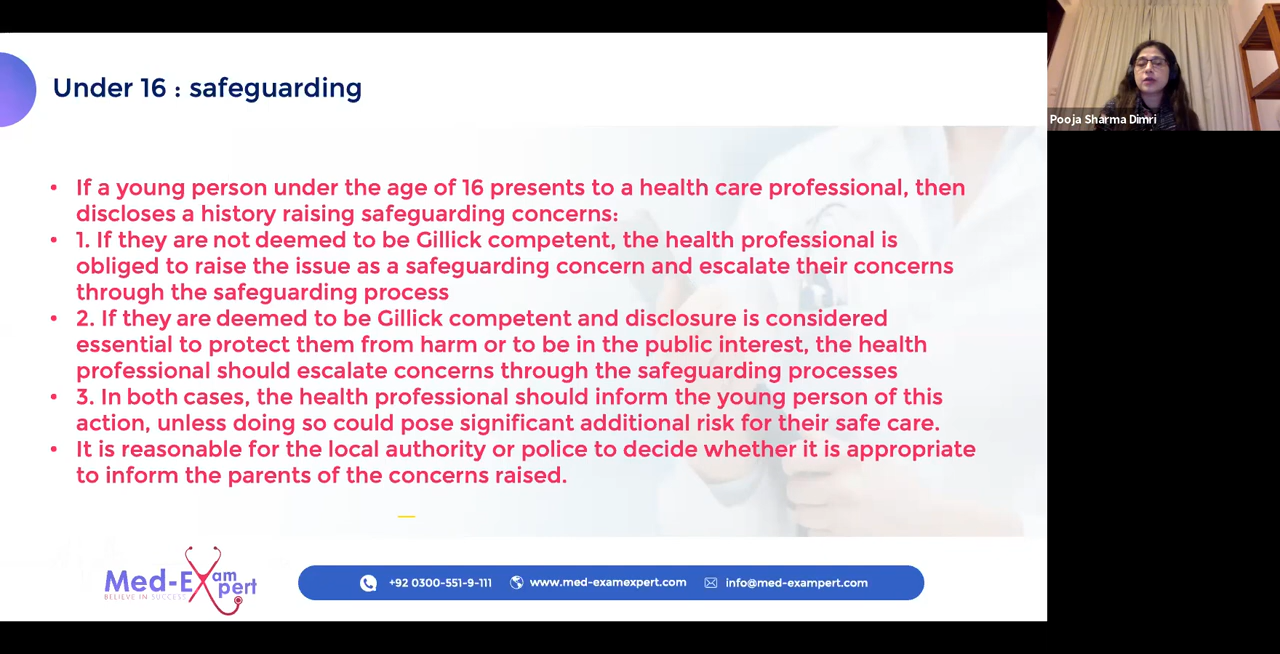 Under 16 : safeguarding
Pooja Sharma Dimri
• If a young person under the age of 16 presents to a health care professional, then
discloses a history raising safeguarding concerns:
• 1. If they are not deemed to be Gillick competent, the health professional is
obliged to raise the issue as a safeguarding concern and escalate their concerns
through the safeguarding process
• 2. If they are deemed to be Gillick competent and disclosure is considered
essential to protect them from harm or to be in the public interest, the health
professional should escalate concerns through the safeguarding processes
• 3. In both cases, the health professional should inform the young person of this
action, unless doing so could pose significant additional risk for their safe care.
• It is reasonable for the local authority or police to decide whether it is appropriate
to inform the parents of the concerns raised.
Med-Exam Xpert
BELIEVE IN SUCCESS
+92 0300-551-9-111 www.med-examexpert.com info@med-exampert.com